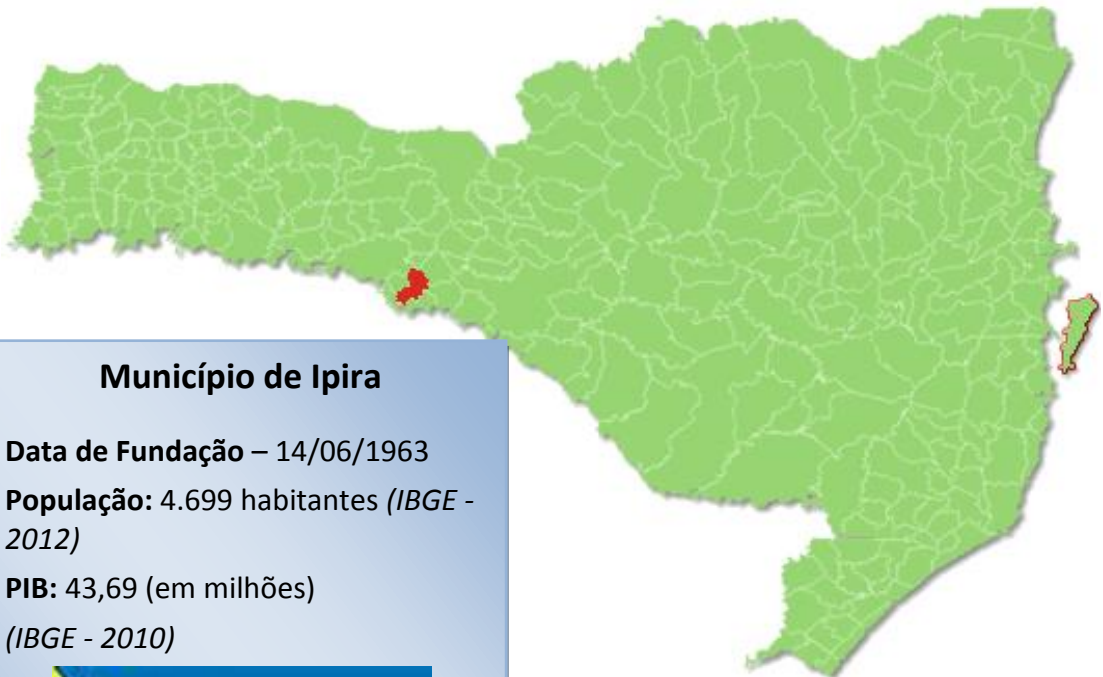 Município de Ipira
Data de Fundação – 14/06/1963
População: 4.699 habitantes (IBGE -
2012)
PIB: 43,69 (em milhões)
(IBGE - 2010)